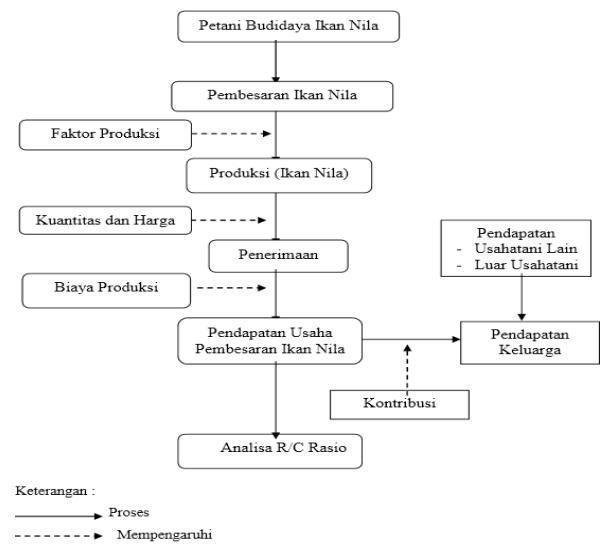 Petani Budidaya Ikan Nila
Pembesaran Ikan Nila
Faktor Produksi
Produksi (Ikan Nila)
Kuantitas dan Harga
Penerimaan
Pendapatan
- Usahatani Lain
- Luar Usahatani
Biaya Produksi
Pendapatan Usaha
Pembesaran Ikan Nila
Pendapatan
Keluarga
Kontribusi
Analisa R/C Rasio
Keterangan :
Proses
Mempengaruhi